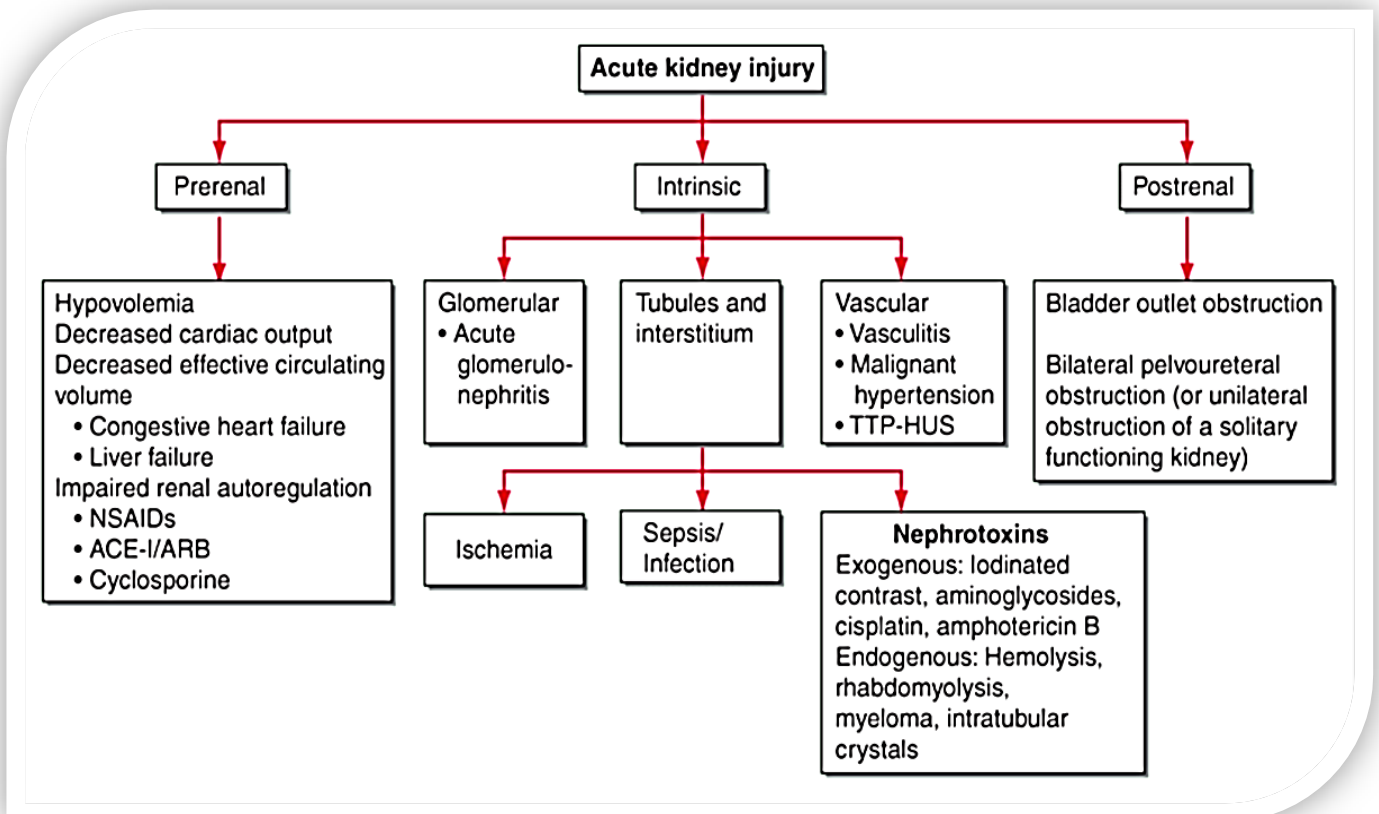 Acute kidney injury
Prerenal
Intrinsic
Postrenal
Hypovolemia
Decreased cardiac output
Decreased effective circulating
volume
• Congestive heart failure
• Liver failure
Impaired renal autoregulation
• NSAIDs
• ACE-I/ARB
• Cyclosporine
Glomerular
• Acute
glomerulo-
nephritis
Tubules and
interstitium
Vascular
• Vasculitis
• Malignant
hypertension
• TTP-HUS
Bladder outlet obstruction
Bilateral pelvoureteral
obstruction (or unilateral
obstruction of a solitary
functioning kidney)
Ischemia
Sepsis/
Infection
Nephrotoxins
Exogenous: Iodinated
contrast, aminoglycosides,
cisplatin, amphotericin B
Endogenous: Hemolysis,
rhabdomyolysis,
myeloma, intratubular
crystals